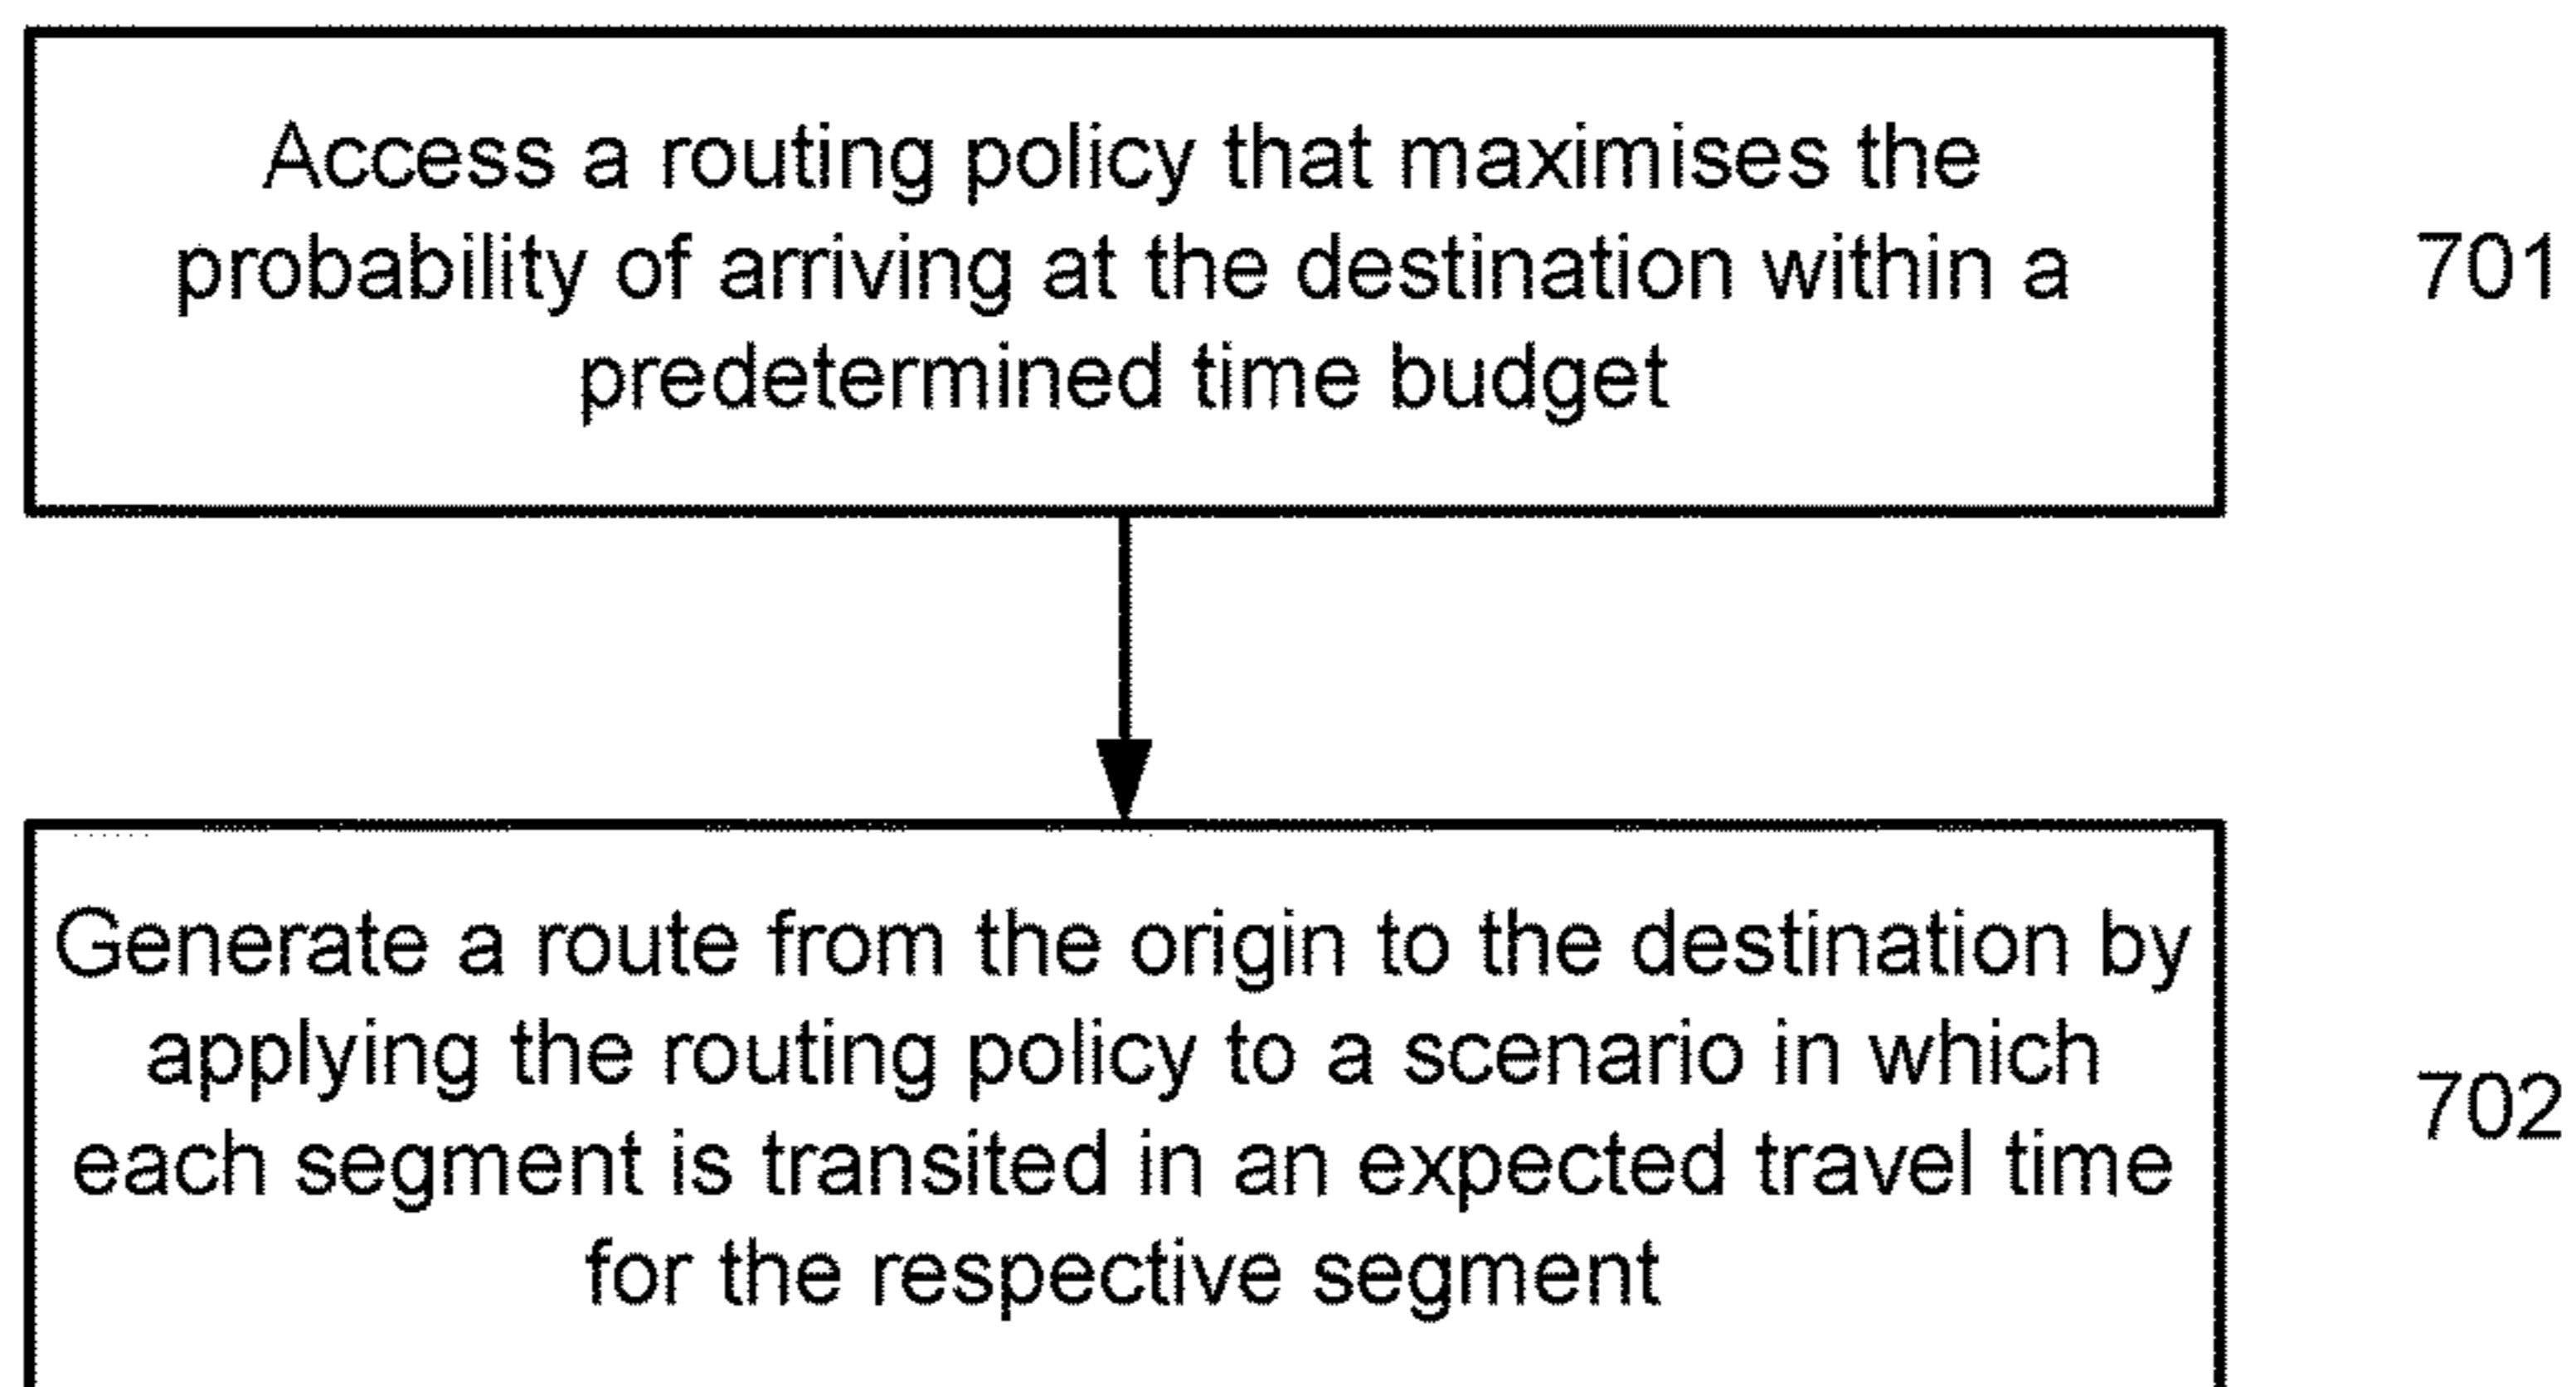 Access a routing policy that maximises the
probability of arriving at the destination within a
predetermined time budget
701
Generate a route from the origin to the destination by
applying the routing policy to a scenario in which
each segment is transited in an expected travel time
for the respective segment
702